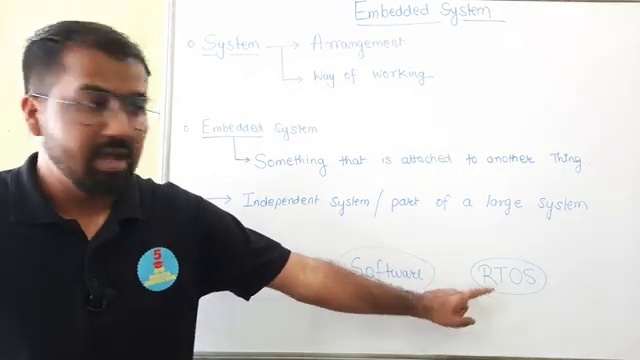 Embedded System
System → Arrangement
Way of working
Embedded System
Something that is attached to another Thing.
→ Independent system / part of a large system
Software RTOS
5